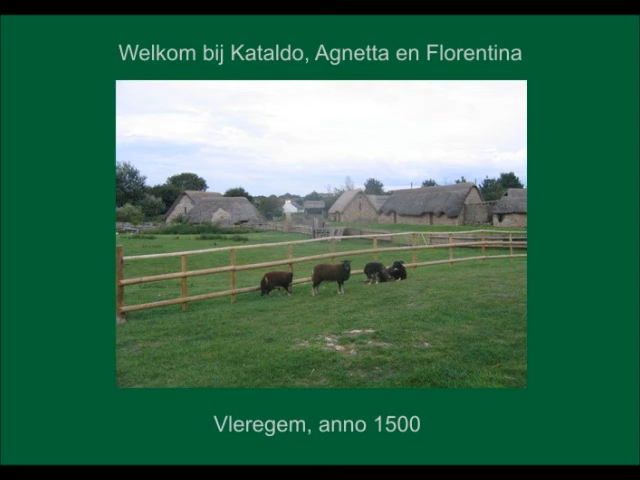 Welkom bij Kataldo, Agnetta en Florentina
Vleregem, anno 1500